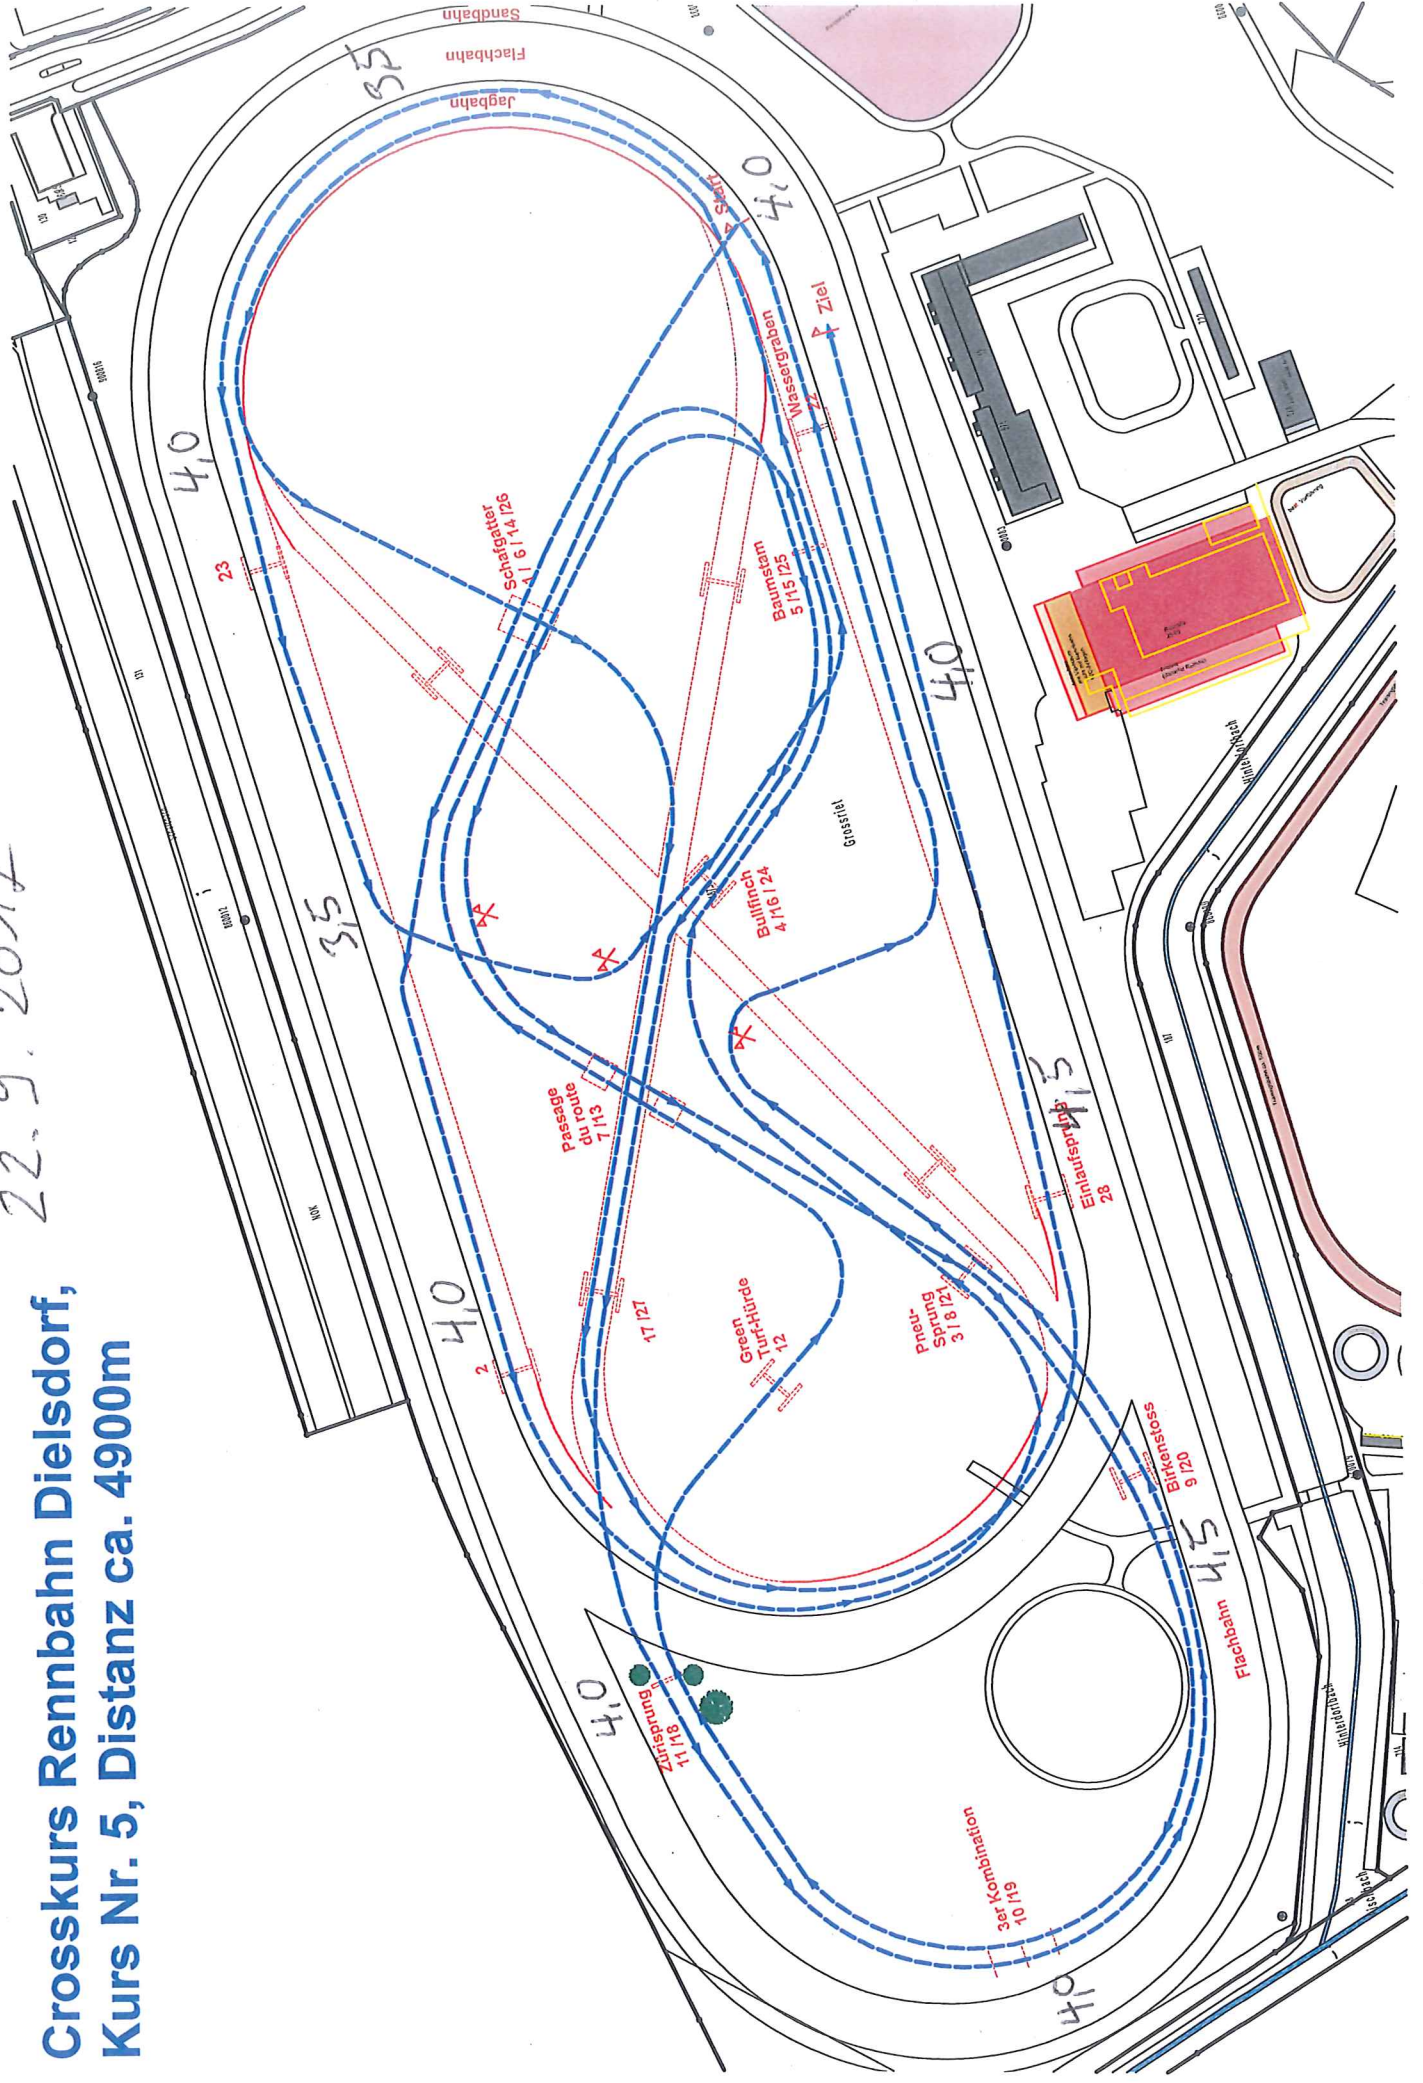 Crosskurs Rennbahn Dielsdorf,
Kurs Nr. 5, Distanz ca. 4900m
Sandbahn
Flachbahn
Jagdbahn
3,5
4,0
Start
Ziel
Wassergraben
22
4,0
23
Schafgatter
1 / 6 / 14 /26
Baumstam
5 /15 /25
4,0
Grossriet
Bullfinch
4 /16 / 24
3,5
Passage
du route
7 /13
4,5
Einlaufsprung
28
Hinterdorfbach
4,0
2
17 /27
Green
Turf-Hürde
12
Pneu-
Sprung
3 / 8 /21
Birkenstoss
9 /20
4,5
Flachbahn
4,0
Zürisprung
11 /18
3er Kombination
10 /19
4,0
Hinterdorfbach
NOK